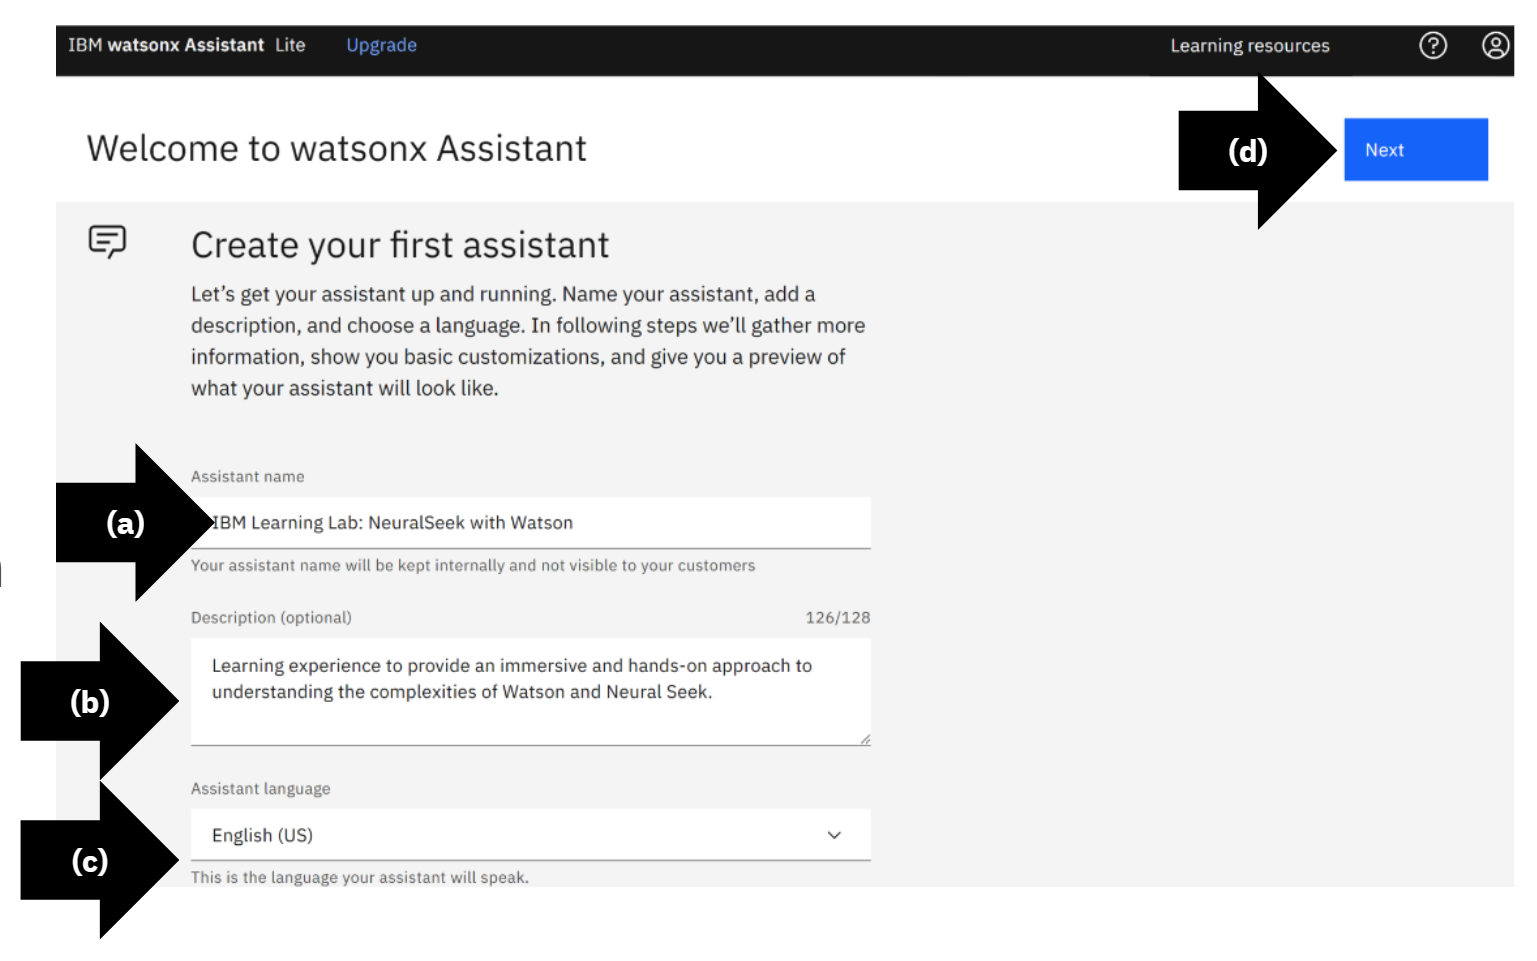 IBM watsonx Assistant Lite Upgrade Learning resources
Welcome to watsonx Assistant
(d)
Next
Create your first assistant
Let's get your assistant up and running. Name your assistant, add a
description, and choose a language. In following steps we'll gather more
information, show you basic customizations, and give you a preview of
what your assistant will look like.
Assistant name
(a)
IBM Learning Lab: NeuralSeek with Watson
Your assistant name will be kept internally and not visible to your customers
Description (optional) 126/128
(b)
Learning experience to provide an immersive and hands-on approach to
understanding the complexities of Watson and Neural Seek.
Assistant language
(c)
English (US)
This is the language your assistant will speak.